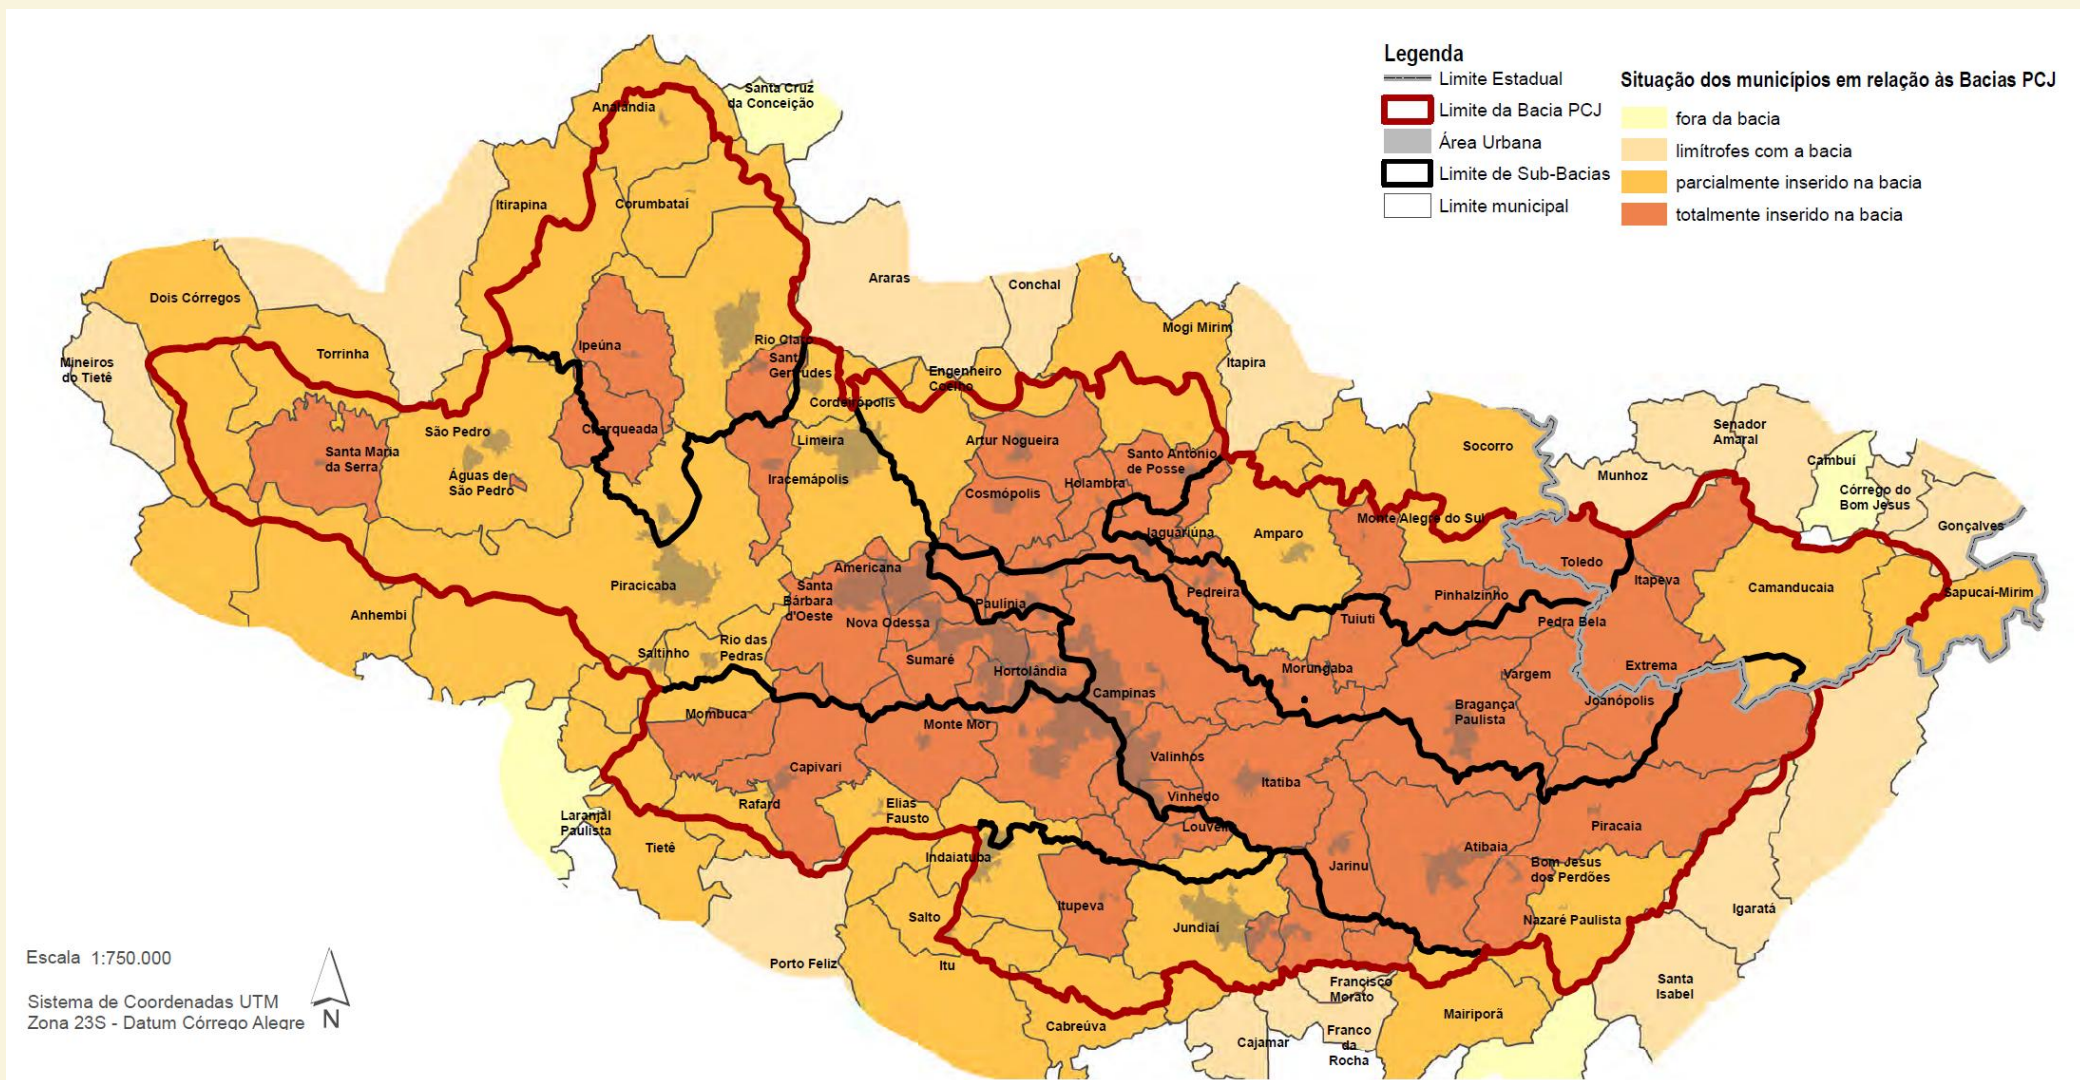 Legenda
Limite Estadual
Limite da Bacia PCJ
Área Urbana
Limite de Sub-Bacias
Limite municipal
Situação dos municípios em relação às Bacias PCJ
fora da bacia
limítrofes com a bacia
parcialmente inserido na bacia
totalmente inserido na bacia
Santa Cruz
da Conceição
Analândia
Itirapina
Corumbataí
Araras
Conchal
Dois Córregos
Mogi Mirim
Ipeúna
Rio Claro
Torrinha
Mineiros
do Tietê
Santa
Gertrudes
Engenheiro
Coelho
Itapira
Cordeirópolis
São Pedro
Charqueada
Limeira
Artur Nogueira
Socorro
Senador
Amaral
Santa Maria
da Serra
Santo Antonio
de Posse
Cambuí
Águas de
São Pedro
Iracemápolis
Cosmópolis
Holambra
Munhoz
Córrego do
Bom Jesus
Monte Alegre do Sul
Gonçalves
Jaguariúna
Amparo
Toledo
Americana
Itapeva
Piracicaba
Santa
Bárbara
d'Oeste
Paulínia
Pedreira
Pinhalzinho
Camanducaia
Sapucaí-Mirim
Anhembi
Nova Odessa
Tuiuti
Pedra Bela
Saltinho
Rio das
Pedras
Sumaré
Hortolândia
Morungaba
Vargem
Extrema
Campinas
Mombuca
Monte Mor
Bragança
Paulista
Joanópolis
Capivari
Valinhos
Itatiba
Rafard
Elias
Fausto
Vinhedo
Laranjal
Paulista
Louveira
Piracaia
Tietê
Indaiatuba
Jarinu
Atibaia
Bom Jesus
dos Perdões
Salto
Itupeva
Jundiaí
Nazaré Paulista
Igaratá
Porto Feliz
Itu
Francisco
Morato
Santa
Isabel
Cabreúva
Cajamar
Franco
da
Rocha
Mairiporã
Escala 1:750.000
Sistema de Coordenadas UTM
Zona 23S - Datum Córrego Alegre
N